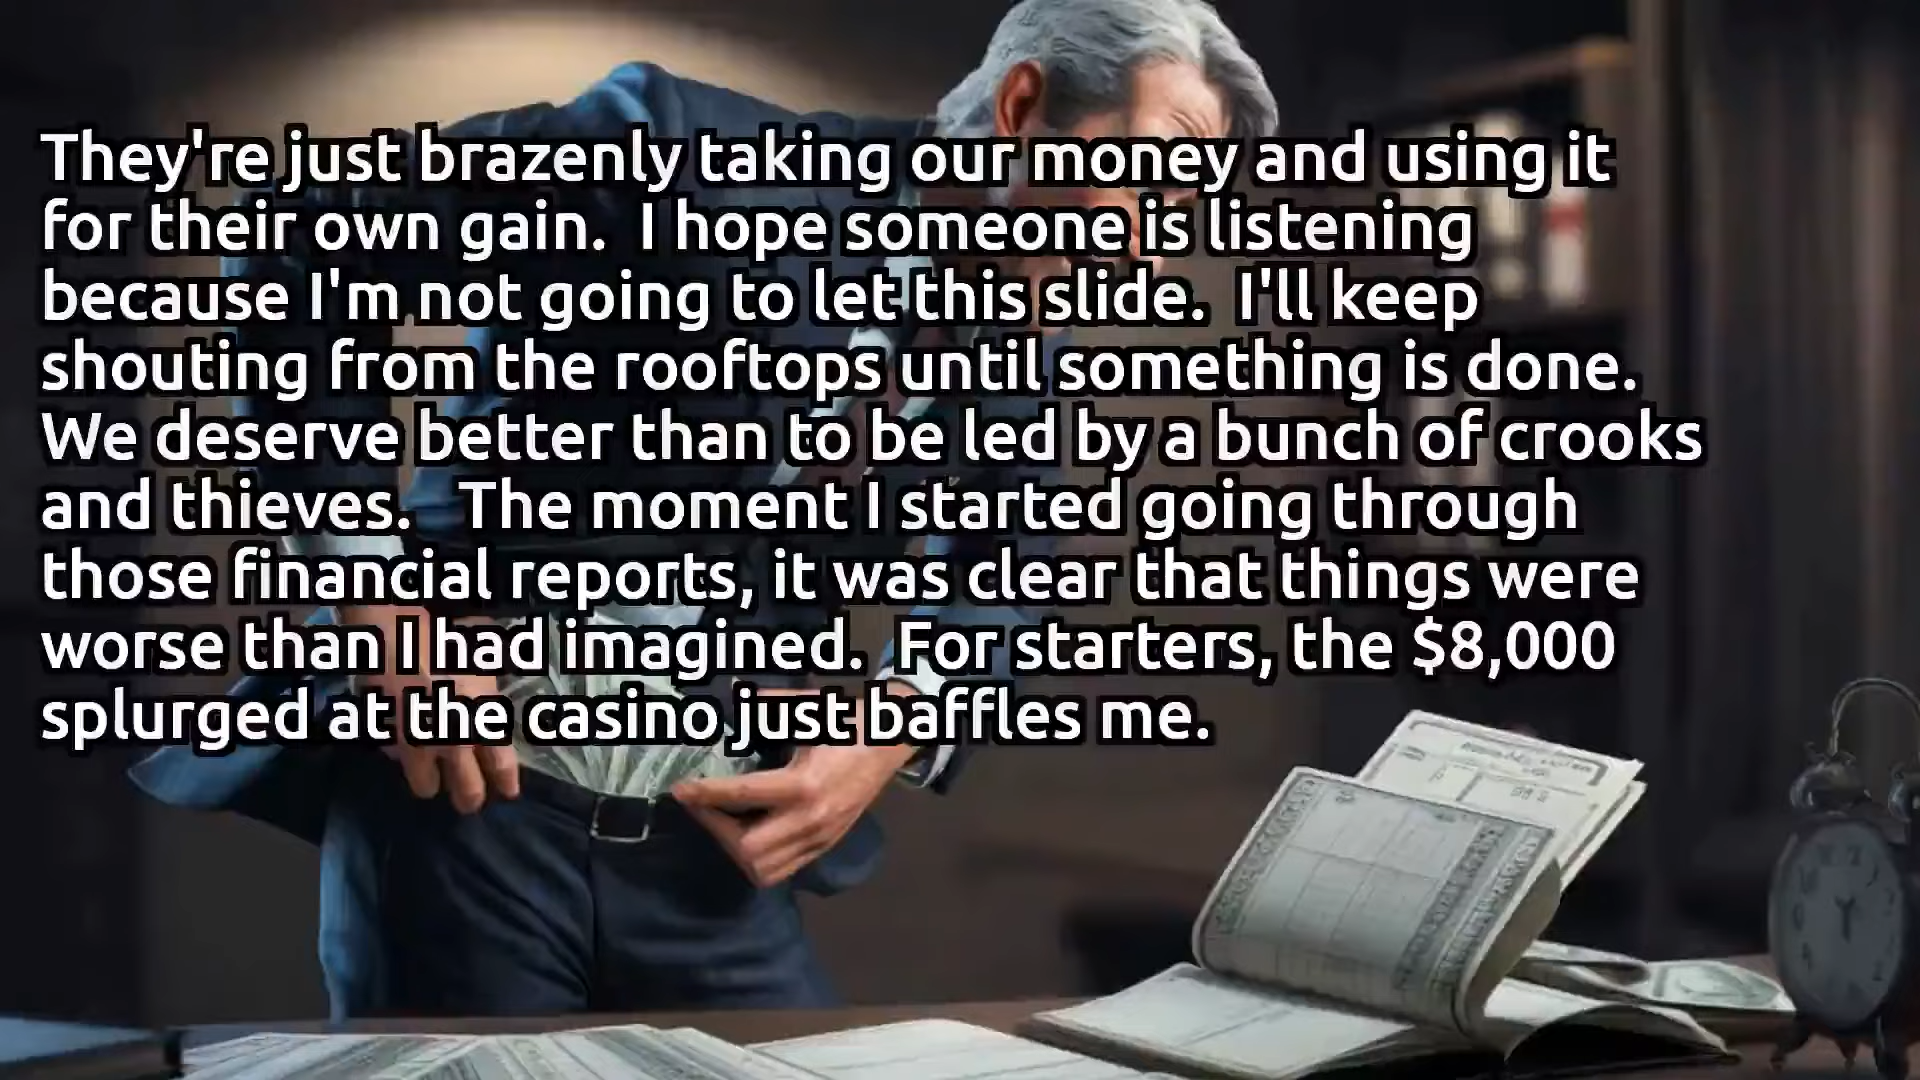 They're just brazenly taking our money and using it
for their own gain.  I hope someone is listening
because I'm not going to let this slide.  I'll keep
shouting from the rooftops until something is done.
We deserve better than to be led by a bunch of crooks
and thieves.   The moment I started going through
those financial reports, it was clear that things were
worse than I had imagined.  For starters, the $8,000
splurged at the casino just baffles me.